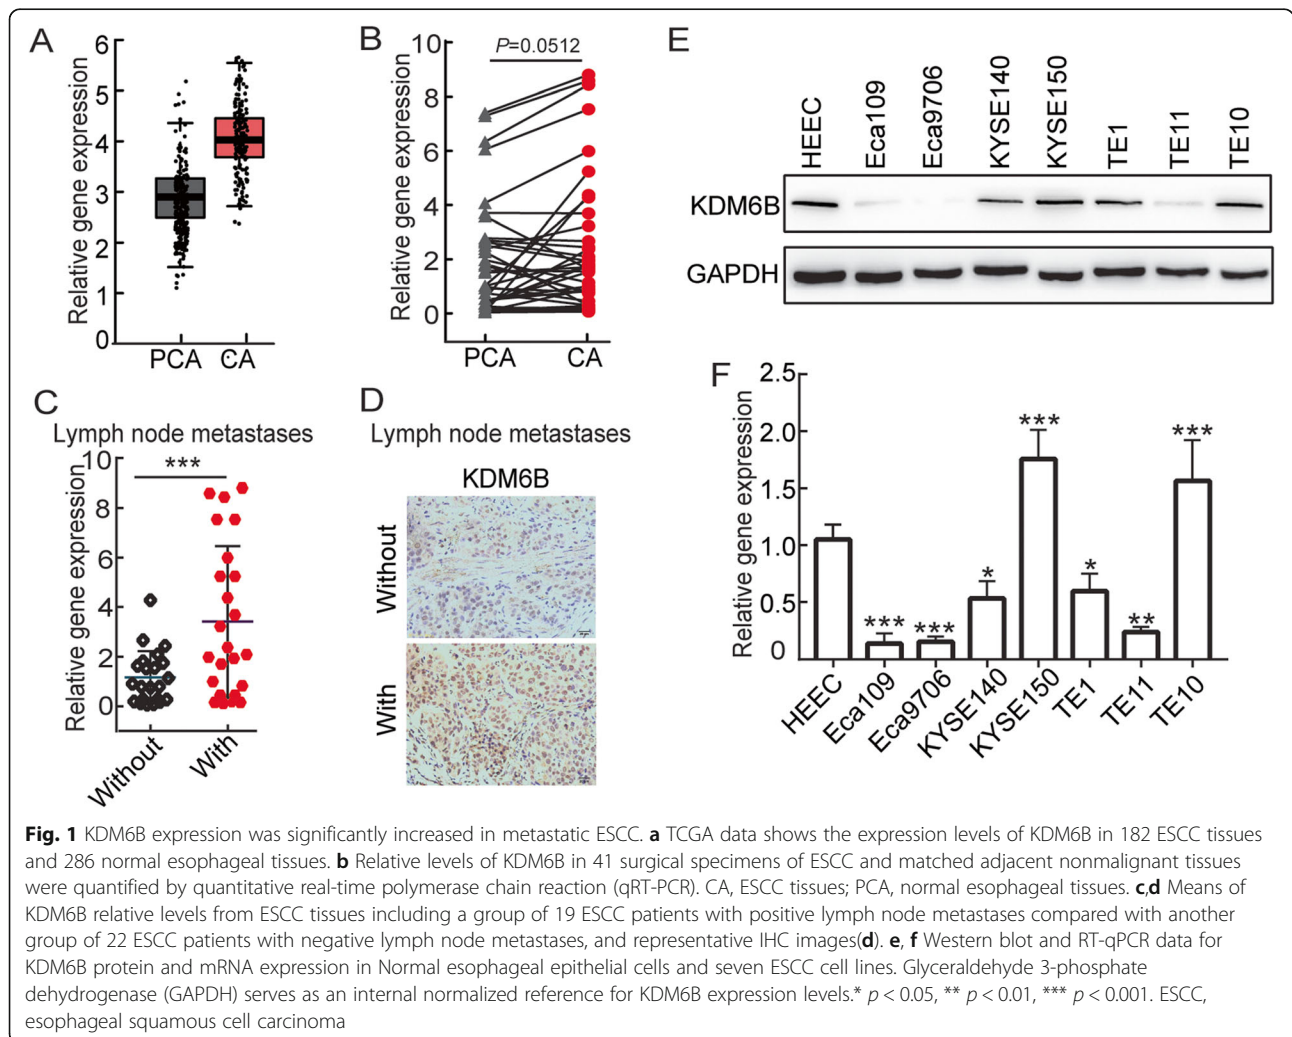 A
Relative gene expression
6
5
4
3
2
1
0
PCA CA
B
Relative gene expression
10
8
6
4
2
0
P=0.0512
PCA CA
E
HEEC Eca109 Eca9706 KYSE140 KYSE150 TE1 TE11 TE10
KDM6B
GAPDH
C
Lymph node metastases
Relative gene expression
10
8
6
4
2
0
***
Without With
D
Lymph node metastases
KDM6B
Without
With
F
Relative gene expression
2.5
2.0
1.5
1.0
0.5
0
*** *** * *** * ** ***
HEEC Eca109 Eca9706 KYSE140 KYSE150 TE1 TE11 TE10
Fig. 1 KDM6B expression was significantly increased in metastatic ESCC. a TCGA data shows the expression levels of KDM6B in 182 ESCC tissues
and 286 normal esophageal tissues. b Relative levels of KDM6B in 41 surgical specimens of ESCC and matched adjacent nonmalignant tissues
were quantified by quantitative real-time polymerase chain reaction (qRT-PCR). CA, ESCC tissues; PCA, normal esophageal tissues. c,d Means of
KDM6B relative levels from ESCC tissues including a group of 19 ESCC patients with positive lymph node metastases compared with another
group of 22 ESCC patients with negative lymph node metastases, and representative IHC images(d). e, f Western blot and RT-qPCR data for
KDM6B protein and mRNA expression in Normal esophageal epithelial cells and seven ESCC cell lines. Glyceraldehyde 3-phosphate
dehydrogenase (GAPDH) serves as an internal normalized reference for KDM6B expression levels.* p < 0.05, ** p < 0.01, *** p < 0.001. ESCC,
esophageal squamous cell carcinoma